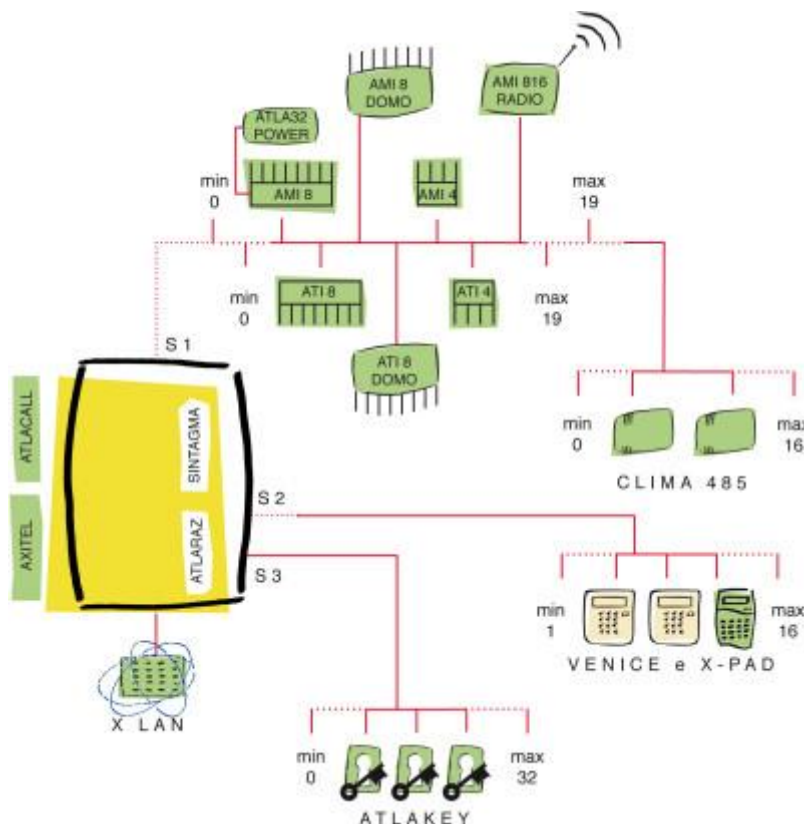 AMI 8
DOMO
AMI 816
RADIO
ATLA32
POWER
min
0
AMI 8
AMI 4
max
19
min
0
ATI 8
ATI 4
max
19
ATI 8
DOMO
S 1
ATLACALL
SINTAGMA
min
0
max
16
CLIMA 485
S 2
AXITEL
ATLARAZ
S 3
min
1
max
16
VENICE e X-PAD
X LAN
min
0
max
32
ATLAKEY